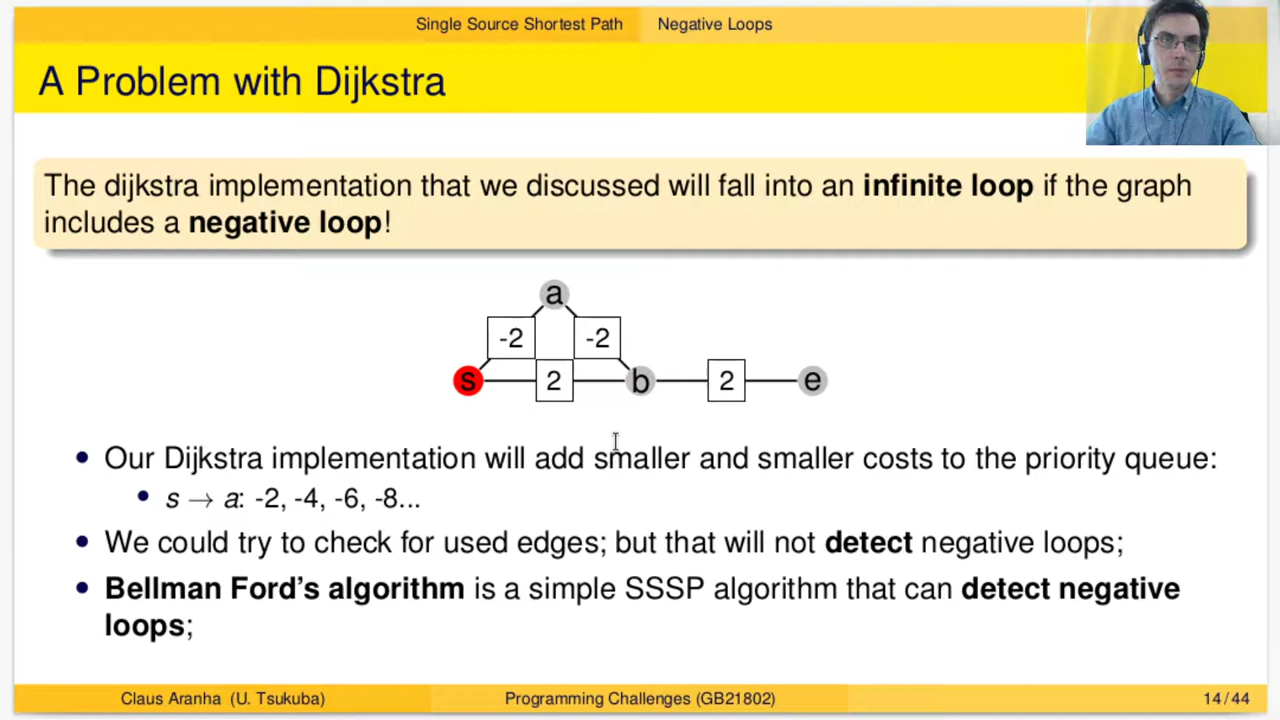 Single Source Shortest Path Negative Loops
A Problem with Dijkstra
The dijkstra implementation that we discussed will fall into an infinite loop if the graph
includes a negative loop!
a
-2 -2
s 2 b 2 e
• Our Dijkstra implementation will add smaller and smaller costs to the priority queue:
• s → a: -2, -4, -6, -8...
• We could try to check for used edges; but that will not detect negative loops;
• Bellman Ford's algorithm is a simple SSSP algorithm that can detect negative
loops;
Claus Aranha (U. Tsukuba) Programming Challenges (GB21802) 14 / 44